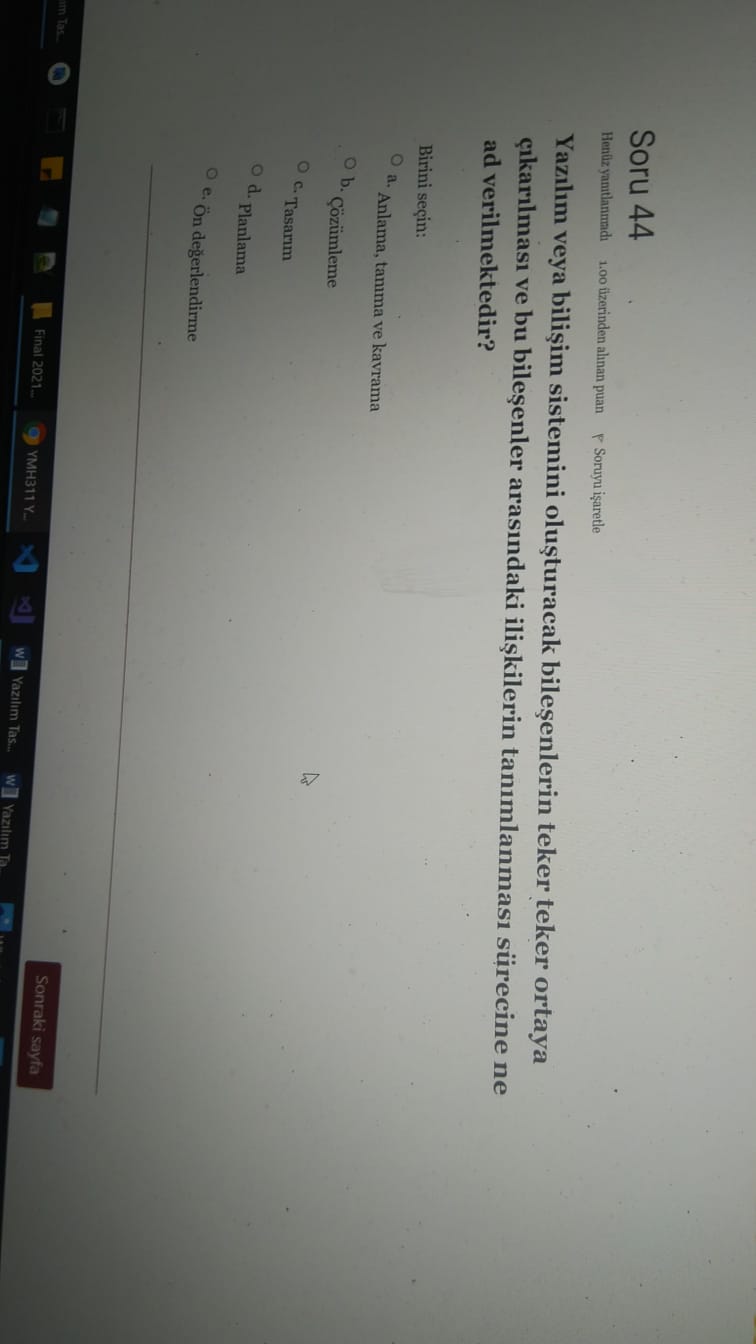 Soru 44
Henüz yanıtlanmadı 1.00 üzerinden alınan puan Soruyu işaretle
Yazılım veya bilişim sistemini oluşturacak bileşenlerin teker teker ortaya
çıkarılması ve bu bileşenler arasındaki ilişkilerin tanımlanması sürecine ne
ad verilmektedir?
Birini seçin:
a. Anlama, tanıma ve kavrama
b. Çözümleme
c. Tasarım
d. Planlama
e. Ön değerlendirme
Sonraki sayfa
Tas... Final 2021... YMH311 Y... Yazılım Tas... Yazılım Ta...